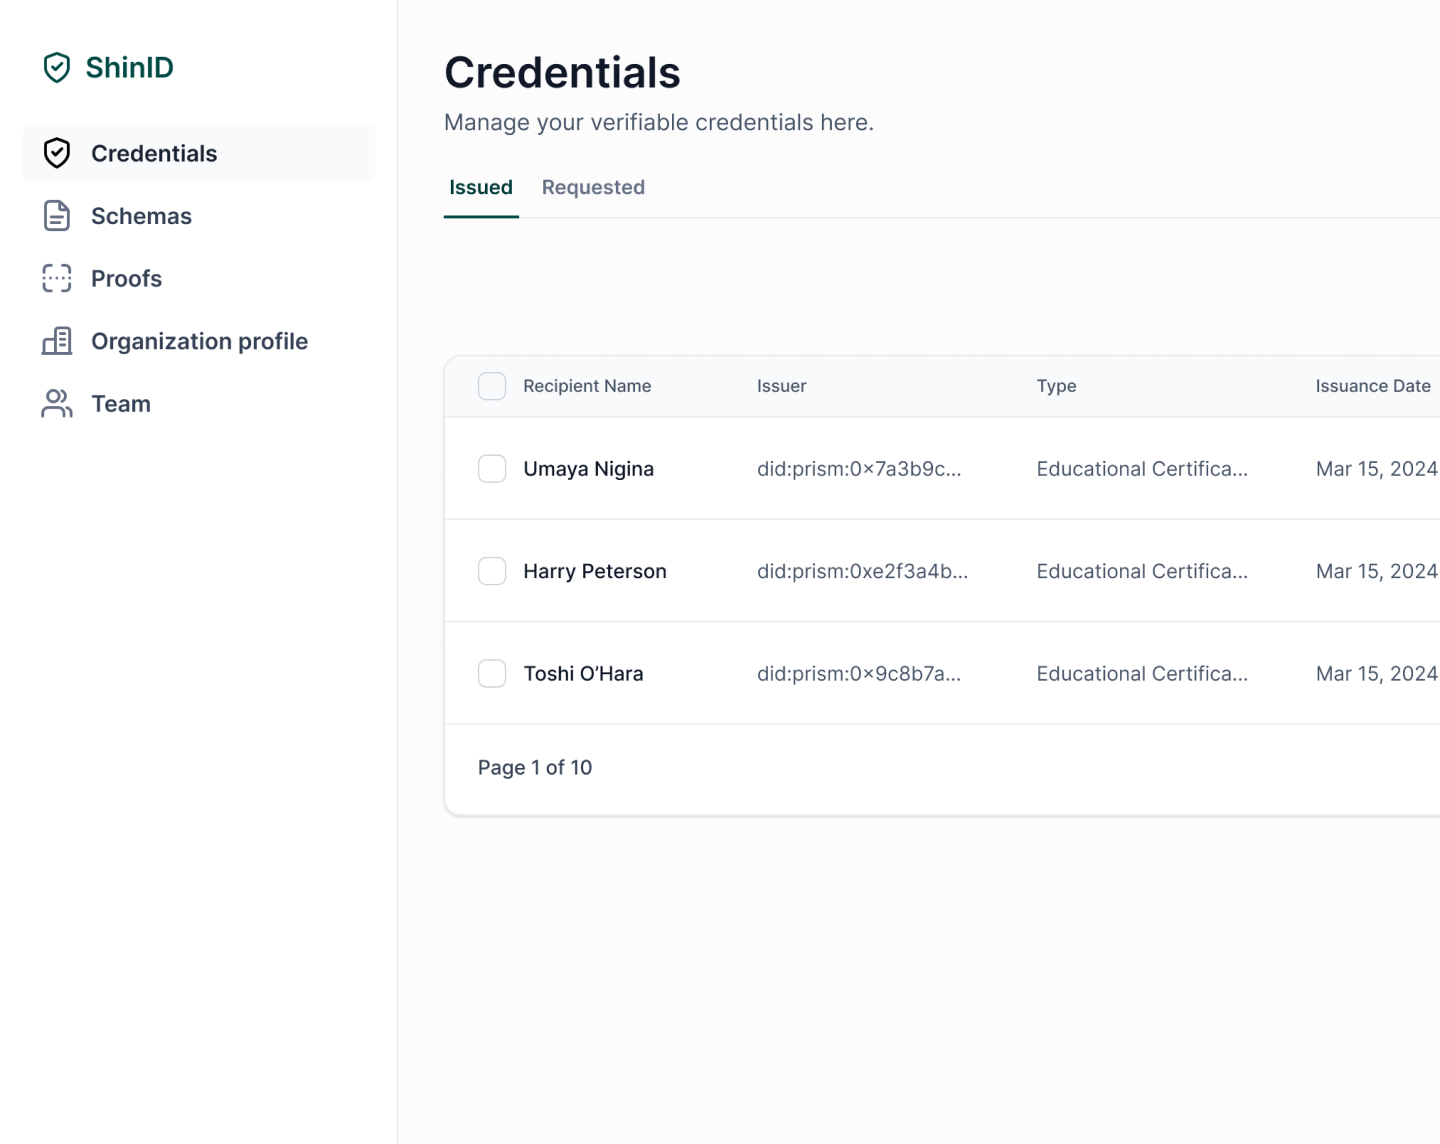 ShinID
Credentials
Schemas
Proofs
Organization profile
Team
Credentials
Manage your verifiable credentials here.
Issued Requested
Recipient Name Issuer Type Issuance Date
Umaya Nigina did:prism:0×7a3b9c... Educational Certifica... Mar 15, 2024
Harry Peterson did:prism:0xe2f3a4b... Educational Certifica... Mar 15, 2024
Toshi O’Hara did:prism:0×9c8b7a... Educational Certifica... Mar 15, 2024
Page 1 of 10